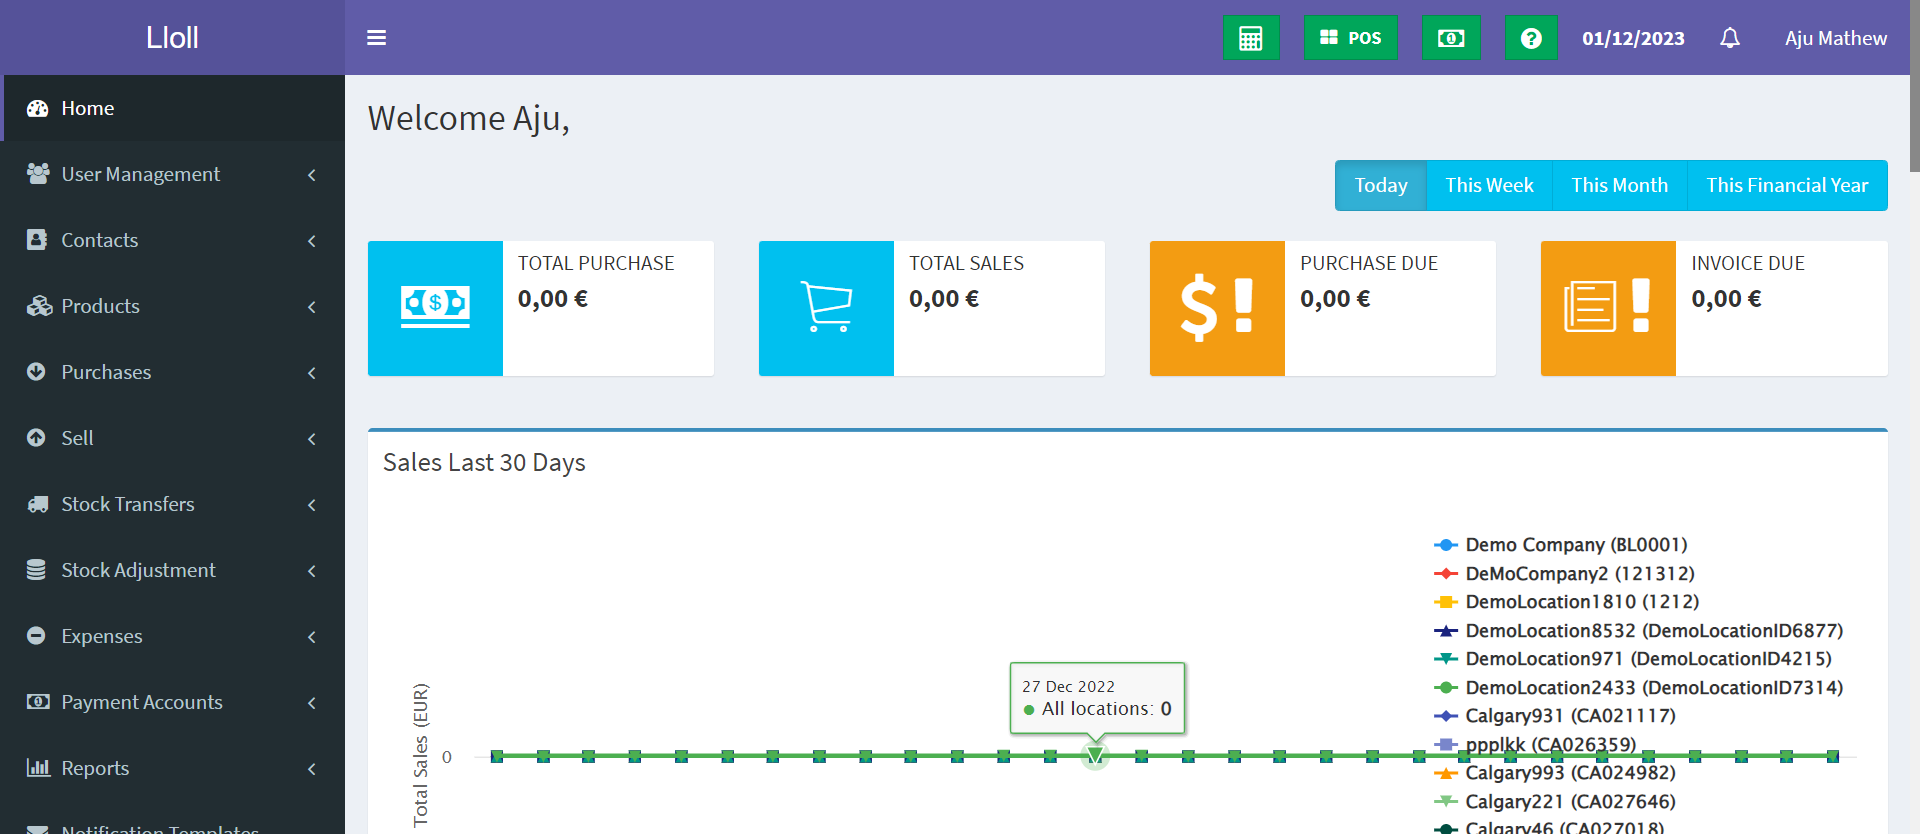 Lloll
POS
01/12/2023
Aju Mathew
Home
User Management
Contacts
Products
Purchases
Sell
Stock Transfers
Stock Adjustment
Expenses
Payment Accounts
Reports
Notification Templates
Welcome Aju,
Today
This Week
This Month
This Financial Year
TOTAL PURCHASE
0,00 €
TOTAL SALES
0,00 €
PURCHASE DUE
0,00 €
INVOICE DUE
0,00 €
Sales Last 30 Days
Total Sales (EUR)
0
27 Dec 2022
All locations: 0
Demo Company (BL0001)
DeMoCompany2 (121312)
DemoLocation1810 (1212)
DemoLocation8532 (DemoLocationID6877)
DemoLocation971 (DemoLocationID4215)
DemoLocation2433 (DemoLocationID7314)
Calgary931 (CA021117)
ppplkk (CA026359)
Calgary993 (CA024982)
Calgary221 (CA027646)
Calgary46 (CA027018)